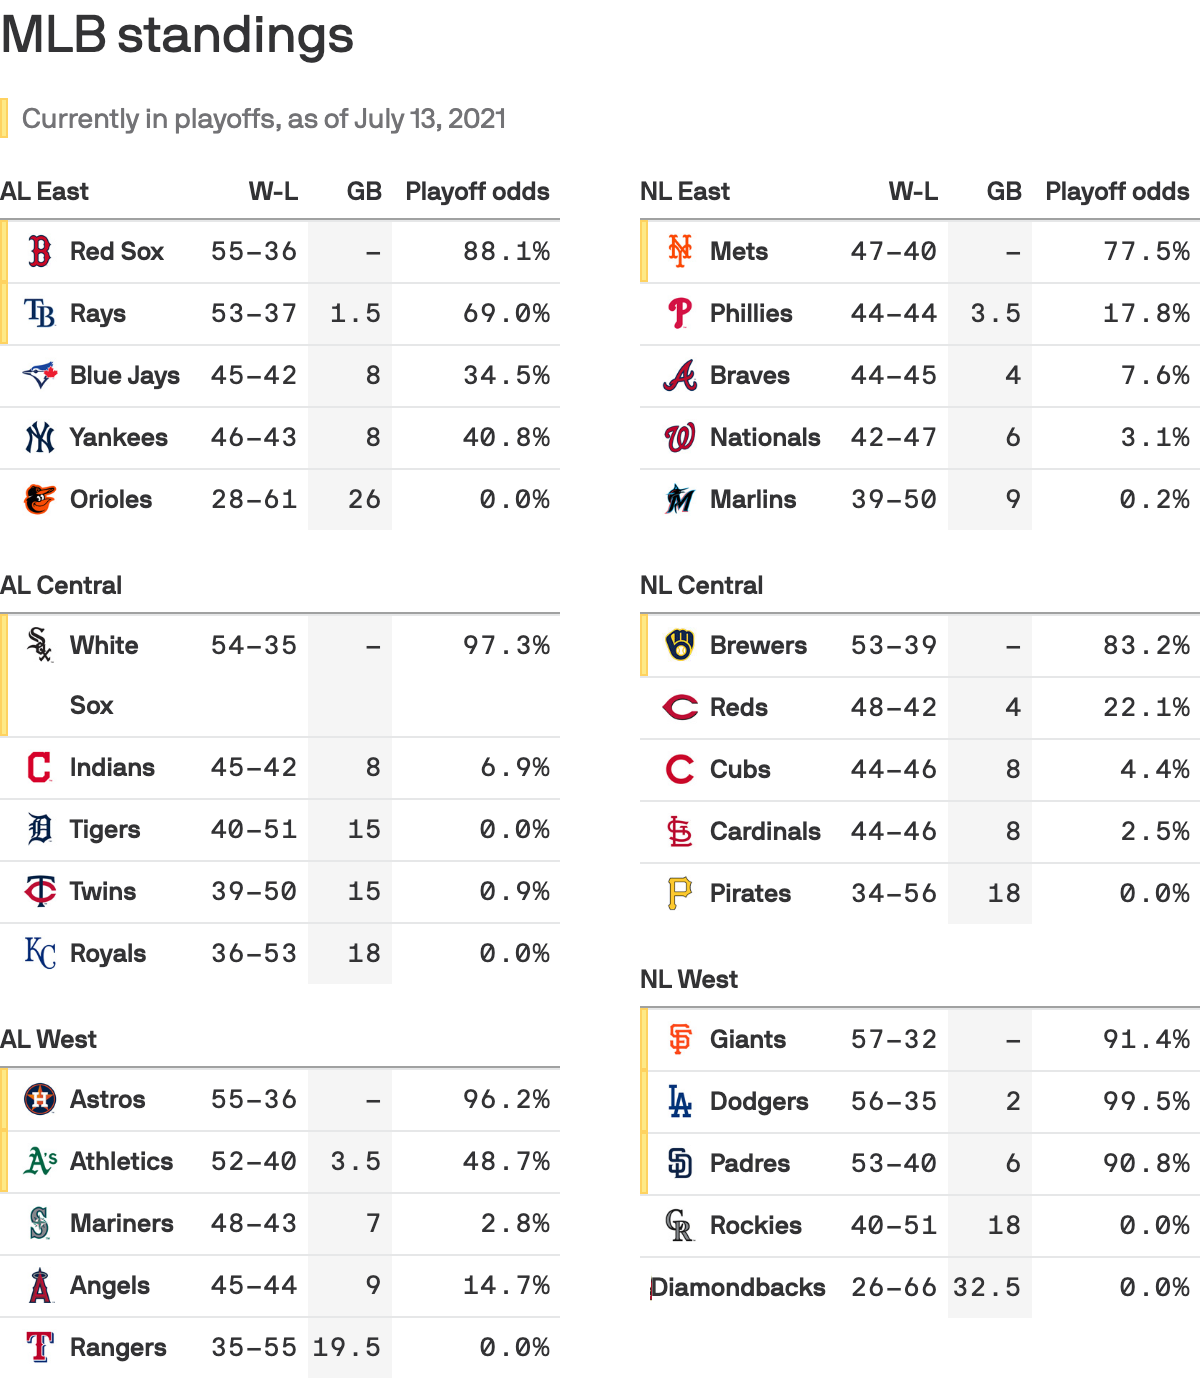 MLB standings
Currently in playoffs, as of July 13, 2021
AL East W-L GB Playoff odds
Red Sox 55–36 – 88.1%
Rays 53–37 1.5 69.0%
Blue Jays 45–42 8 34.5%
Yankees 46–43 8 40.8%
Orioles 28–61 26 0.0%
AL Central
White 54–35 – 97.3%
Sox
Indians 45–42 8 6.9%
Tigers 40–51 15 0.0%
Twins 39–50 15 0.9%
Royals 36–53 18 0.0%
AL West
Astros 55–36 – 96.2%
Athletics 52–40 3.5 48.7%
Mariners 48–43 7 2.8%
Angels 45–44 9 14.7%
Rangers 35–55 19.5 0.0%
NL East W-L GB Playoff odds
Mets 47–40 – 77.5%
Phillies 44–44 3.5 17.8%
Braves 44–45 4 7.6%
Nationals 42–47 6 3.1%
Marlins 39–50 9 0.2%
NL Central
Brewers 53–39 – 83.2%
Reds 48–42 4 22.1%
Cubs 44–46 8 4.4%
Cardinals 44–46 8 2.5%
Pirates 34–56 18 0.0%
NL West
Giants 57–32 – 91.4%
Dodgers 56–35 2 99.5%
Padres 53–40 6 90.8%
Rockies 40–51 18 0.0%
Diamondbacks 26–66 32.5 0.0%